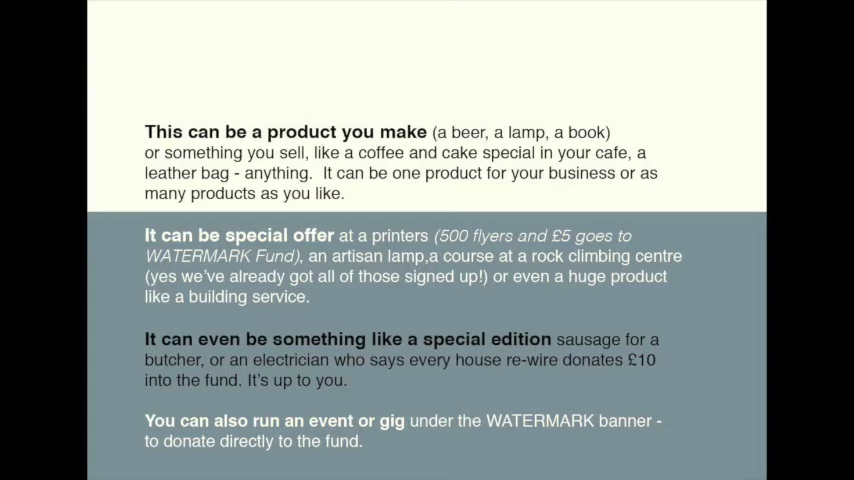 This can be a product you make (a beer, a lamp, a book)
or something you sell, like a coffee and cake special in your cafe, a
leather bag - anything.  It can be one product for your business or as
many products as you like.
It can be special offer at a printers (500 flyers and £5 goes to
WATERMARK Fund), an artisan lamp,a course at a rock climbing centre
(yes we've already got all of those signed up!) or even a huge product
like a building service.
It can even be something like a special edition sausage for a
butcher, or an electrician who says every house re-wire donates £10
into the fund. It's up to you.
You can also run an event or gig under the WATERMARK banner -
to donate directly to the fund.